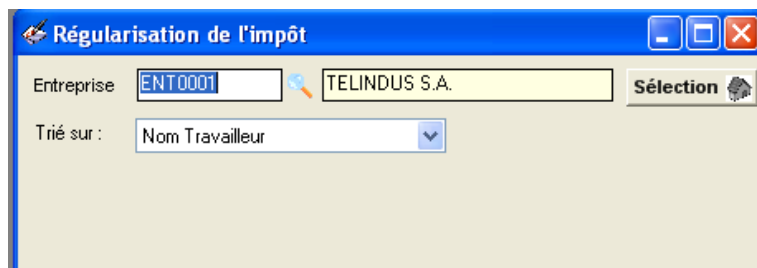 Régularisation de l'impôt
Entreprise ENT0001 TELINDUS S.A. Sélection
Trié sur : Nom Travailleur